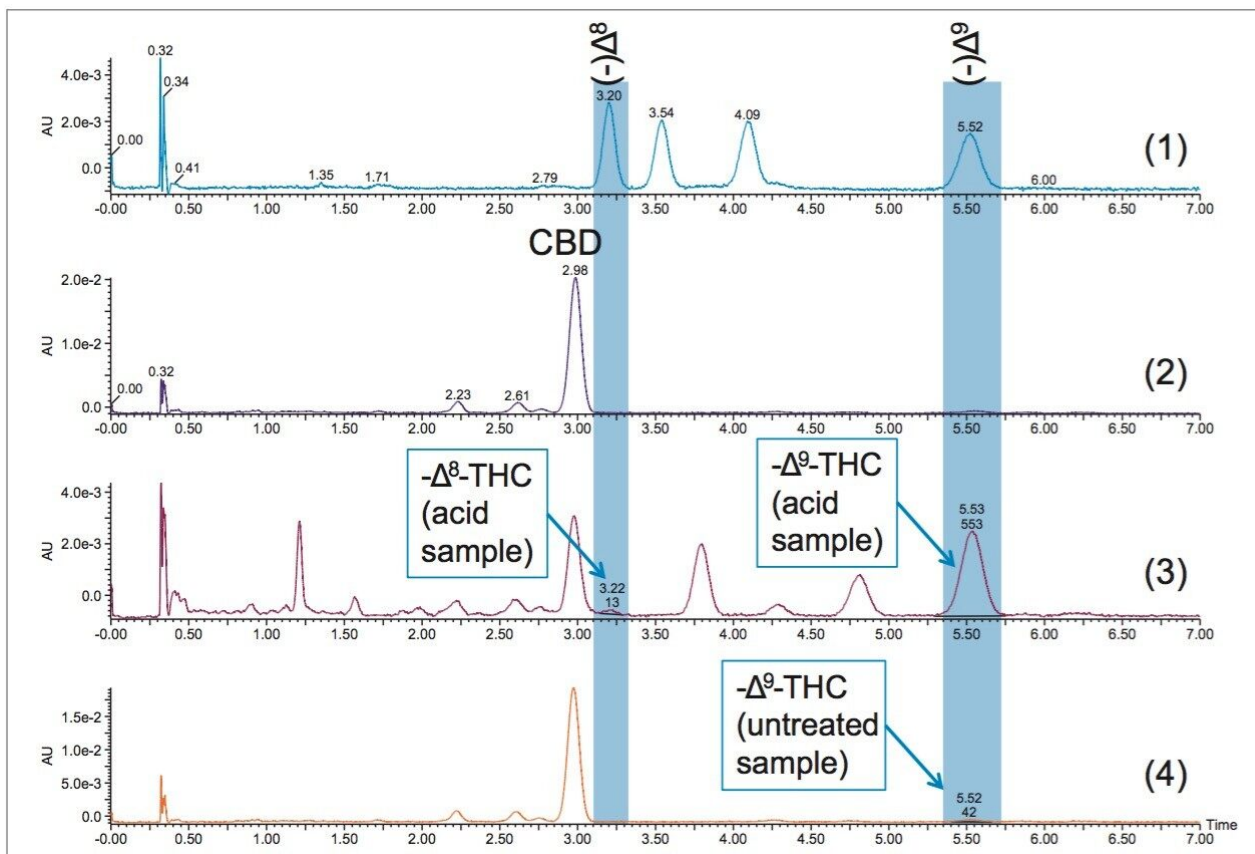 (-)Δ⁸
(-)Δ⁹
0.32
4.0e-3
0.34
3.20
3.54
4.09
5.52
AU
2.0e-3
0.00
0.0
0.41
1.35
1.71
2.79
6.00
(1)
-0.00 0.50 1.00 1.50 2.00 2.50 3.00 3.50 4.00 4.50 5.00 5.50 6.00 6.50 7.00
CBD
2.98
2.0e-2
AU
1.0e-2
0.00
0.32
0.0
2.23
2.61
(2)
-0.00 0.50 1.00 1.50 2.00 2.50 3.00 3.50 4.00 4.50 5.00 5.50 6.00 6.50 7.00
-Δ⁸-THC
(acid
sample)
-Δ⁹-THC
(acid
sample)
4.0e-3
AU
2.0e-3
0.0
3.22
13
5.53
553
(3)
-0.00 0.50 1.00 1.50 2.00 2.50 3.00 3.50 4.00 4.50 5.00 5.50 6.00 6.50 7.00
-Δ⁹-THC
(untreated
sample)
1.5e-2
AU
1.0e-2
5.0e-3
0.0
5.52
42
(4)
-0.00 0.50 1.00 1.50 2.00 2.50 3.00 3.50 4.00 4.50 5.00 5.50 6.00 6.50 7.00 Time